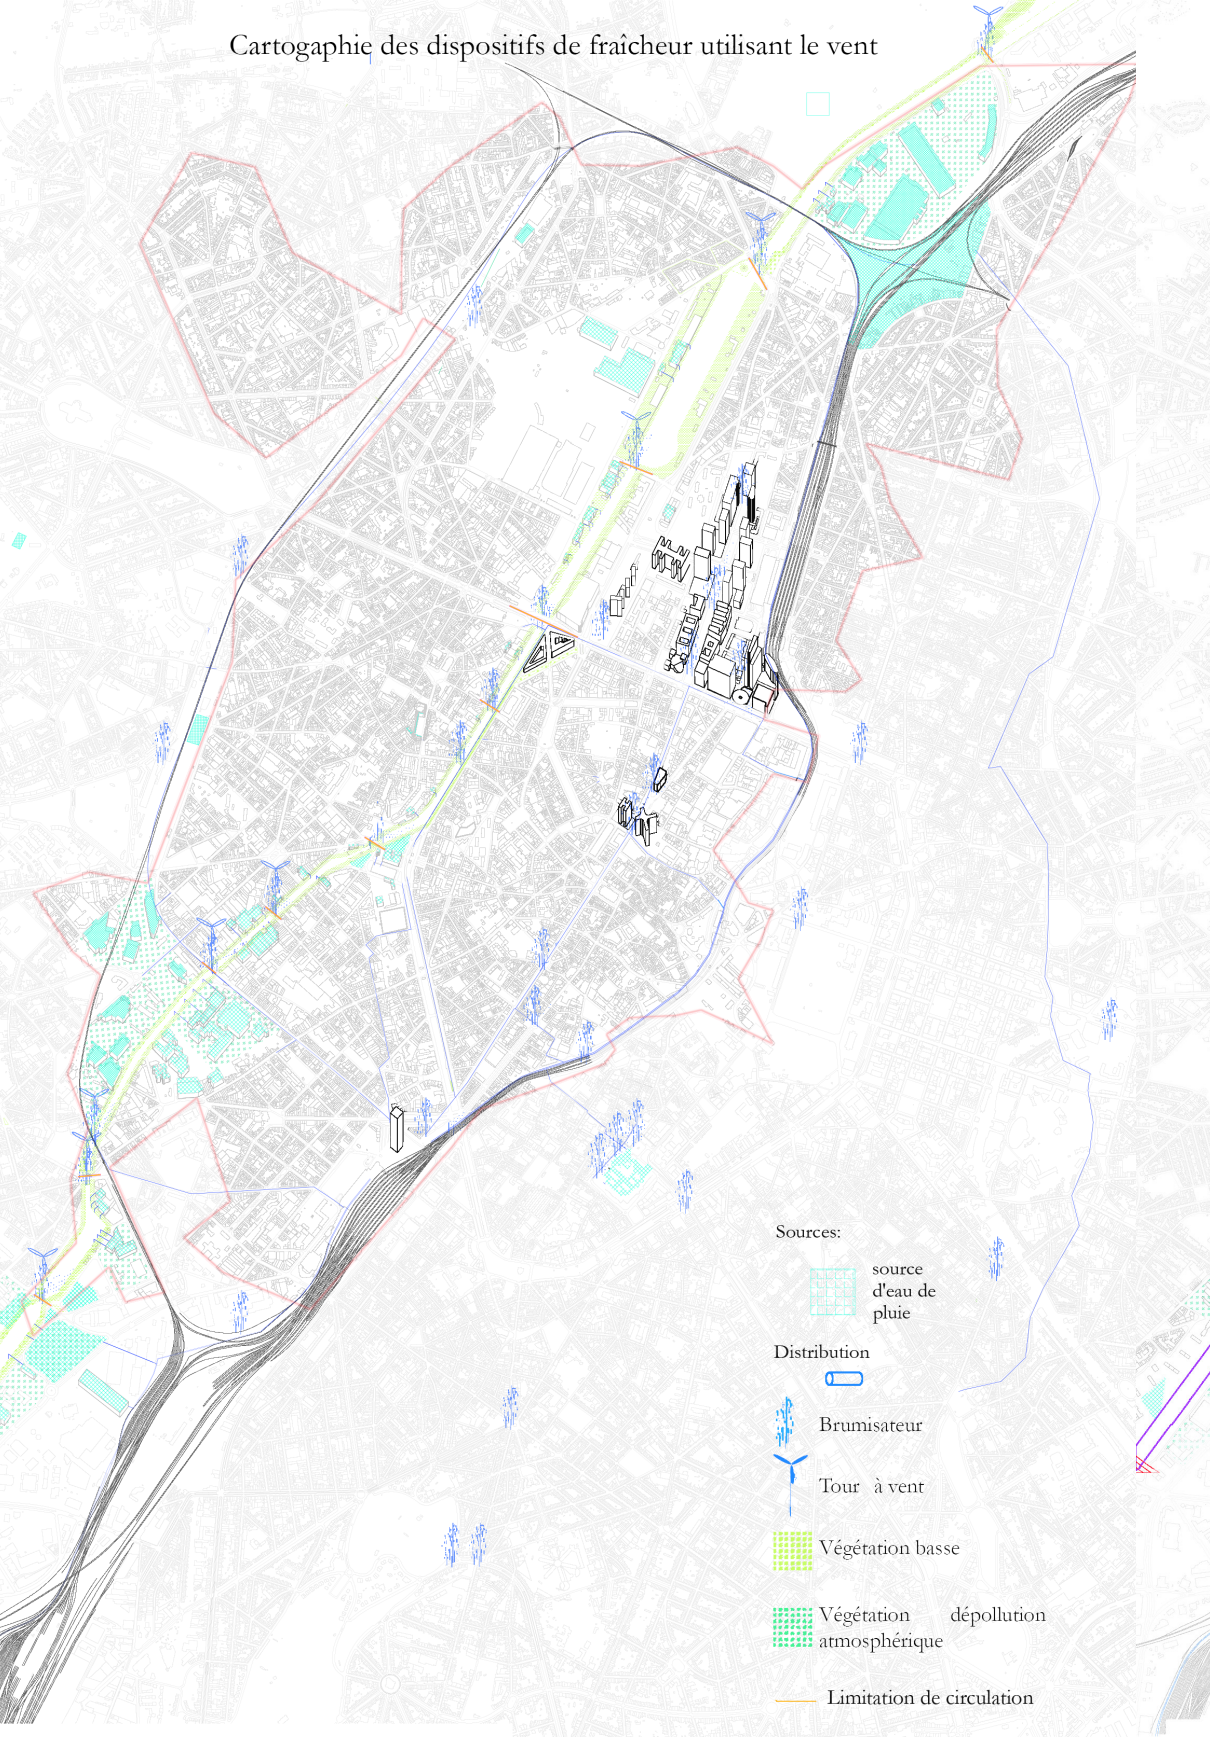 Cartogaphie des dispositifs de fraîcheur utilisant le vent
Sources:
source
d'eau de
pluie
Distribution
Brumisateur
Tour à vent
Végétation basse
Végétation dépollution
atmosphérique
Limitation de circulation